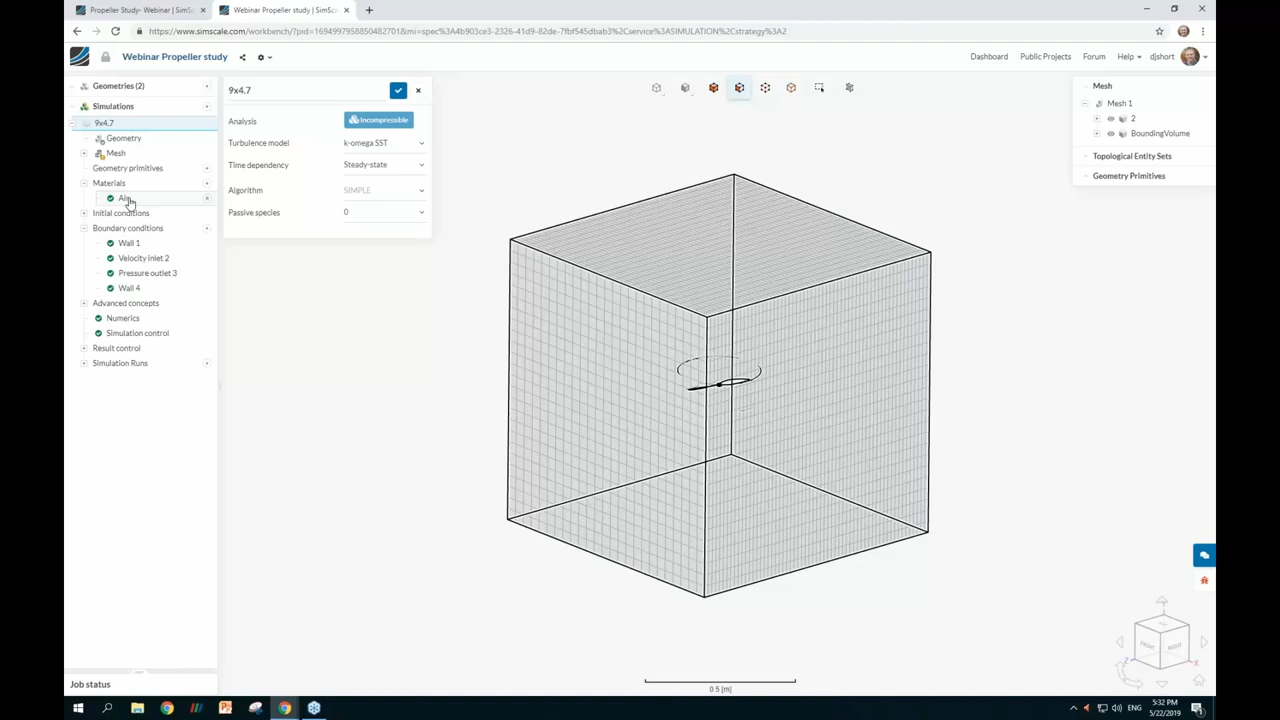 Propeller Study- Webinar | SimSc
Webinar Propeller study | SimSca
https://www.simscale.com/workbench/?pid=1694997958850482701&mi=spec%3A4b903ce3-2326-41d9-82de-7fbf545dbab3%2Cservice%3ASIMULATION%2Cstrategy%3A2
Webinar Propeller study
Dashboard
Public Projects
Forum
Help
djshort
Geometries (2)
Simulations
9x4.7
Geometry
Mesh
Geometry primitives
Materials
Initial conditions
Boundary conditions
Wall 1
Velocity inlet 2
Pressure outlet 3
Wall 4
Advanced concepts
Numerics
Simulation control
Result control
Simulation Runs
9x4.7
Analysis
Incompressible
Turbulence model
k-omega SST
Time dependency
Steady-state
Algorithm
SIMPLE
Passive species
0
Mesh
Mesh 1
2
BoundingVolume
Topological Entity Sets
Geometry Primitives
FRONT
RIGHT
Z
X
0.5 [m]
Job status
ENG
5:32 PM
5/22/2019